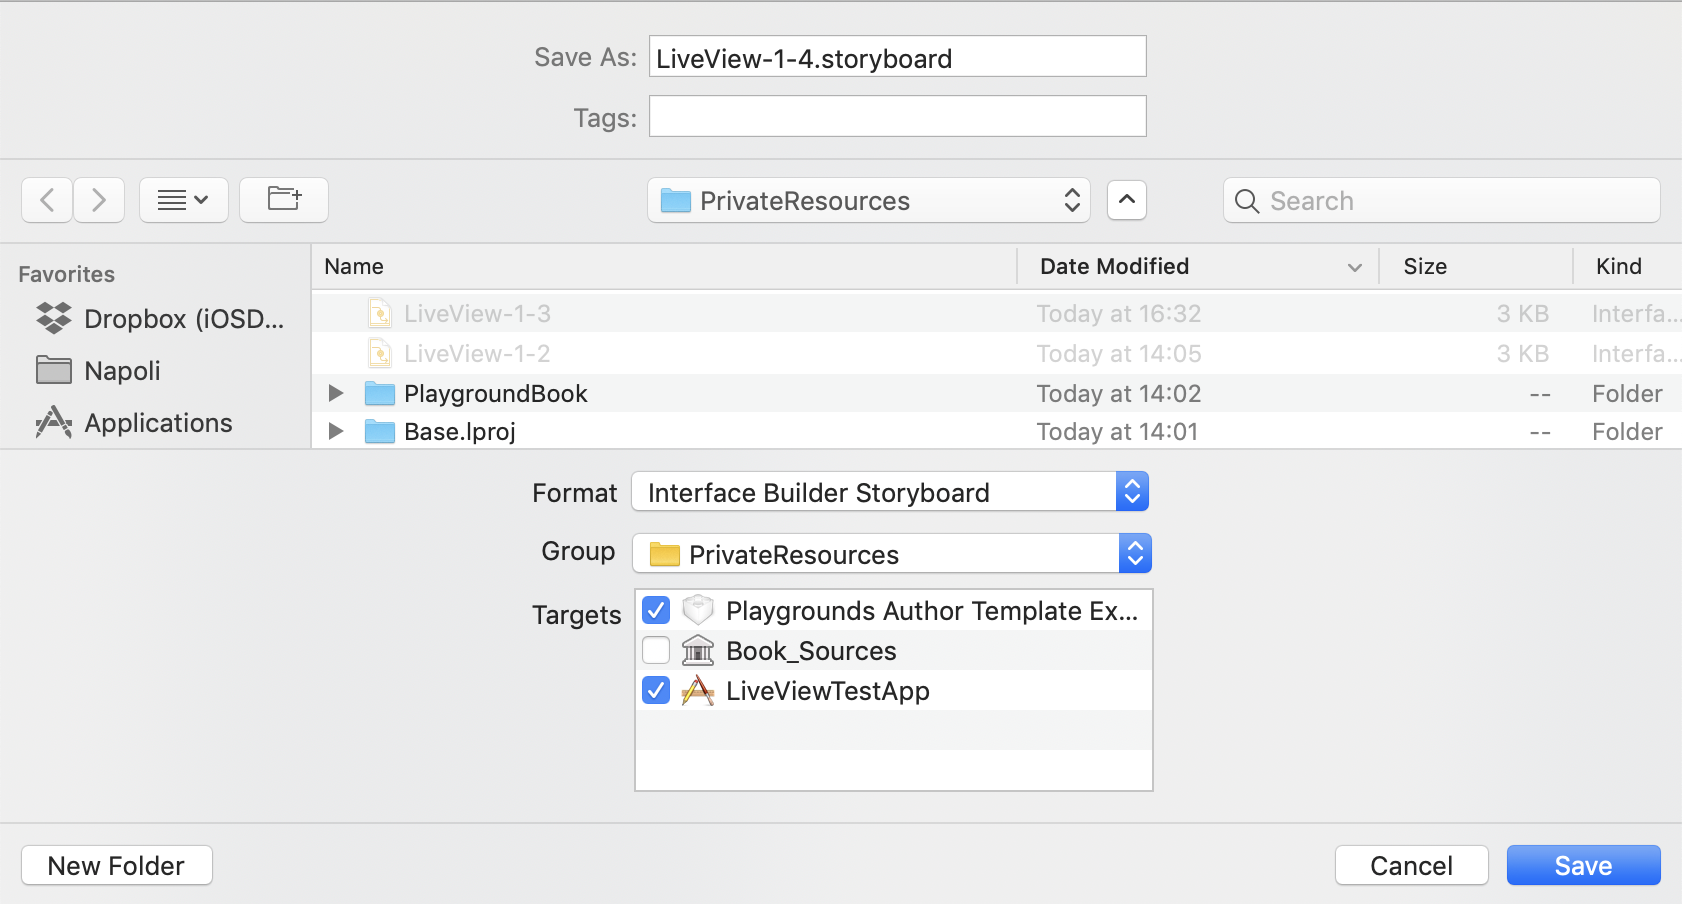 Save As: LiveView-1-4.storyboard
Tags:
PrivateResources
Search
Favorites
Dropbox (iOSD...
Napoli
Applications
Name Date Modified Size Kind
LiveView-1-3 Today at 16:32 3 KB Interfa...
LiveView-1-2 Today at 14:05 3 KB Interfa...
PlaygroundBook Today at 14:02 -- Folder
Base.lproj Today at 14:01 -- Folder
Format Interface Builder Storyboard
Group PrivateResources
Targets Playgrounds Author Template Ex...
Book_Sources
LiveViewTestApp
New Folder Cancel Save